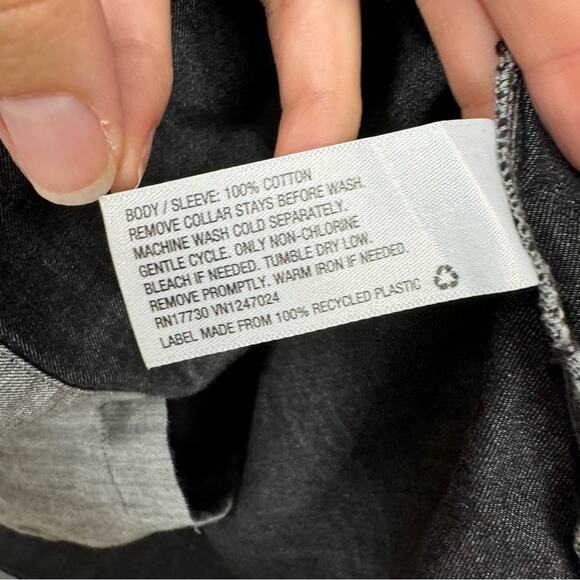 BODY / SLEEVE: 100% COTTON
REMOVE COLLAR STAYS BEFORE WASH.
MACHINE WASH COLD SEPARATELY.
GENTLE CYCLE. ONLY NON-CHLORINE
BLEACH IF NEEDED. TUMBLE DRY LOW.
REMOVE PROMPTLY. WARM IRON IF NEEDED.
RN17730 VN1247024
LABEL MADE FROM 100% RECYCLED PLASTIC